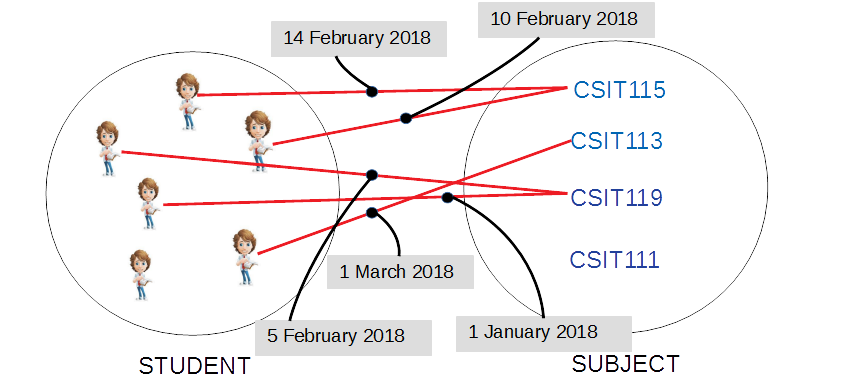 10 February 2018
14 February 2018
CSIT115
CSIT113
CSIT119
CSIT111
1 March 2018
5 February 2018
1 January 2018
STUDENT
SUBJECT